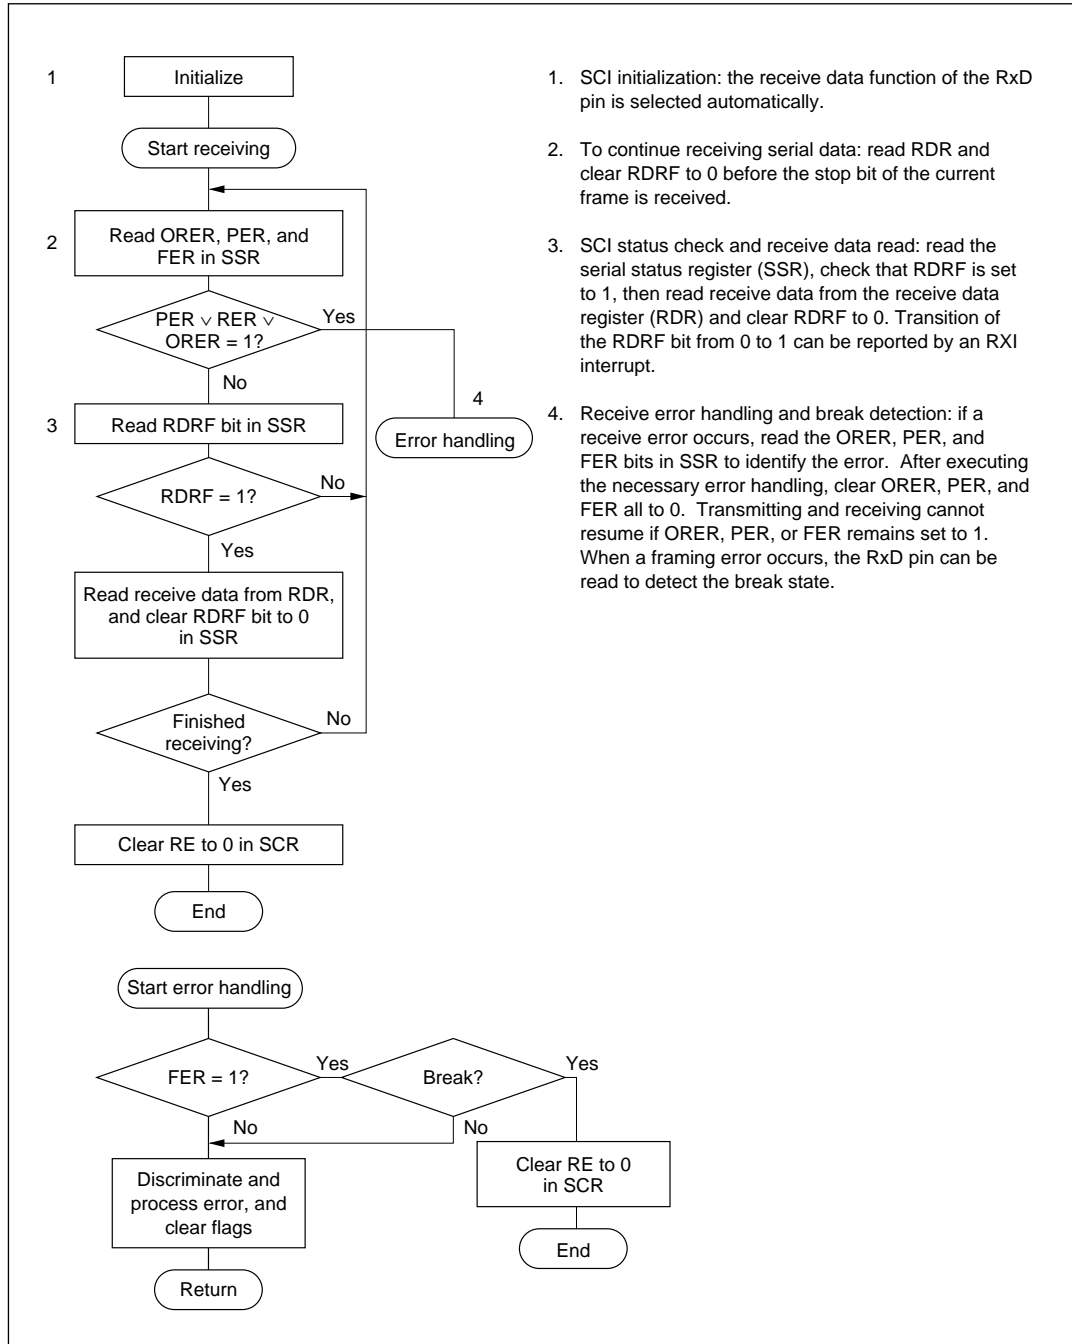 1
Initialize
Start receiving
2
Read ORER, PER, and
FER in SSR
PER ∨ RER ∨
ORER = 1?
Yes
No
4
Error handling
3
Read RDRF bit in SSR
RDRF = 1?
No
Yes
Read receive data from RDR,
and clear RDRF bit to 0
in SSR
Finished
receiving?
No
Yes
Clear RE to 0 in SCR
End
1. SCI initialization: the receive data function of the RxD
pin is selected automatically.
2. To continue receiving serial data: read RDR and
clear RDRF to 0 before the stop bit of the current
frame is received.
3. SCI status check and receive data read: read the
serial status register (SSR), check that RDRF is set
to 1, then read receive data from the receive data
register (RDR) and clear RDRF to 0. Transition of
the RDRF bit from 0 to 1 can be reported by an RXI
interrupt.
4. Receive error handling and break detection: if a
receive error occurs, read the ORER, PER, and
FER bits in SSR to identify the error. After executing
the necessary error handling, clear ORER, PER, and
FER all to 0. Transmitting and receiving cannot
resume if ORER, PER, or FER remains set to 1.
When a framing error occurs, the RxD pin can be
read to detect the break state.
Start error handling
FER = 1?
Yes
No
Break?
Yes
No
Clear RE to 0
in SCR
End
Discriminate and
process error, and
clear flags
Return